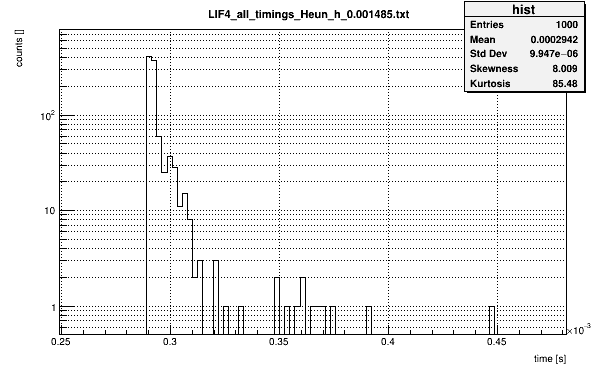 LIF4_all_timings_Heun_h_0.001485.txt
hist
Entries 1000
Mean 0.0002942
Std Dev 9.947e−06
Skewness 8.009
Kurtosis 85.48
counts []
10²
10
1
0.25 0.3 0.35 0.4 0.45
×10⁻³
time [s]